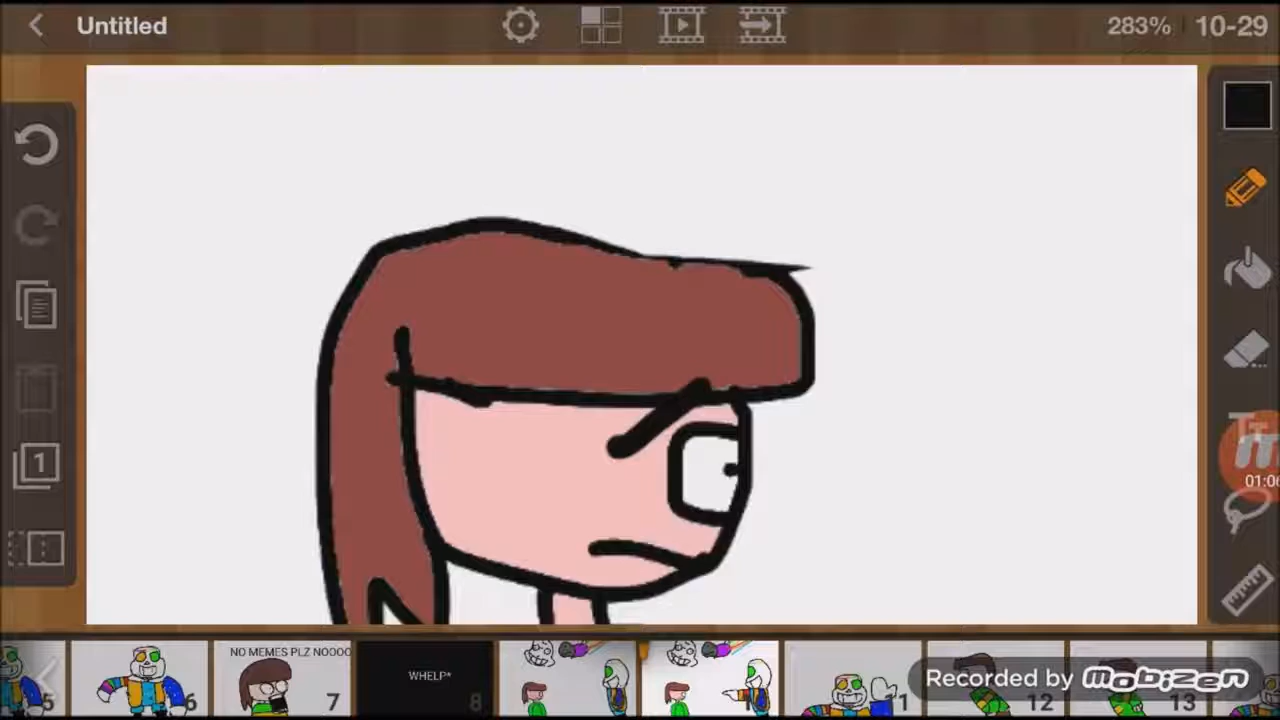 Untitled
283%
10-29
1
01:06
NO MEMES PLZ NOOOO
WHELP*
5
6
7
8
12
13
Recorded by mobizen